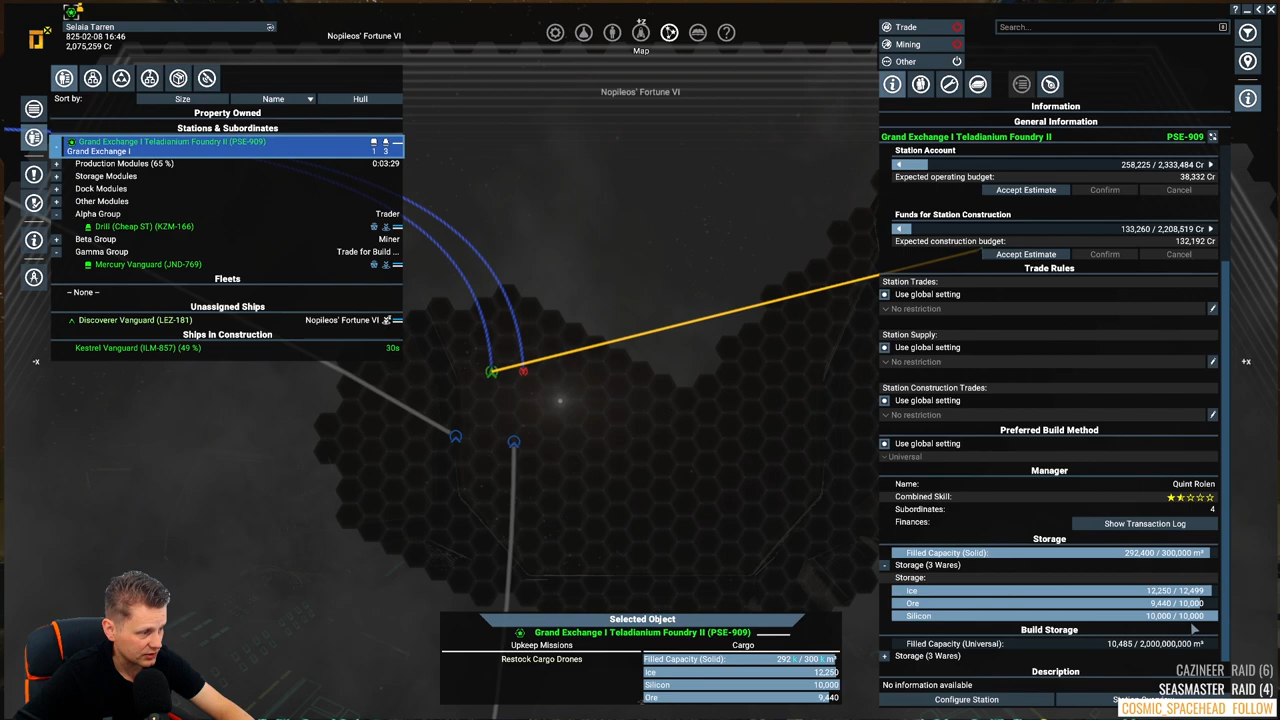 Selaia Tarren
825-02-08 16:46
2,075,259 Cr
Nopileos' Fortune VI
Map
Nopileos' Fortune VI
Sort by:
Size
Name
Hull
Property Owned
Stations & Subordinates
Grand Exchange I Teladianium Foundry II (PSE-909)
Grand Exchange I
1 3
Production Modules (65 %)
0:03:29
Storage Modules
Dock Modules
Other Modules
Alpha Group
Trader
Drill (Cheap ST) (KZM-166)
Beta Group
Miner
Gamma Group
Trade for Build ...
Mercury Vanguard (JND-769)
Fleets
– None –
Unassigned Ships
Discoverer Vanguard (LEZ-181)
Nopileos' Fortune VI
Ships in Construction
Kestrel Vanguard (ILM-857) (49 %)
30s
-x
+z
+x
Selected Object
Grand Exchange I Teladianium Foundry II (PSE-909)
Upkeep Missions
Cargo
Restock Cargo Drones
Filled Capacity (Solid): 292 k / 300 k m³
Ice 12,250
Silicon 10,000
Ore 9,440
Trade
Mining
Other
Search...
Information
General Information
Grand Exchange I Teladianium Foundry II
PSE-909
Station Account
258,225 / 2,333,484 Cr
Expected operating budget: 38,332 Cr
Accept Estimate
Confirm
Cancel
Funds for Station Construction
133,260 / 2,208,519 Cr
Expected construction budget: 132,192 Cr
Accept Estimate
Confirm
Cancel
Trade Rules
Station Trades:
Use global setting
No restriction
Station Supply:
Use global setting
No restriction
Station Construction Trades:
Use global setting
No restriction
Preferred Build Method
Use global setting
Universal
Manager
Name: Quint Rolen
Combined Skill:
Subordinates: 4
Finances: Show Transaction Log
Storage
Filled Capacity (Solid): 292,400 / 300,000 m³
Storage (3 Wares)
Storage:
Ice 12,250 / 12,499
Ore 9,440 / 10,000
Silicon 10,000 / 10,000
Build Storage
Filled Capacity (Universal): 10,485 / 2,000,000,000 m³
Storage (3 Wares)
Description
No information available
Configure Station
CAZINEER RAID (6)
SEASMASTER RAID (4)
COSMIC_SPACEHEAD FOLLOW